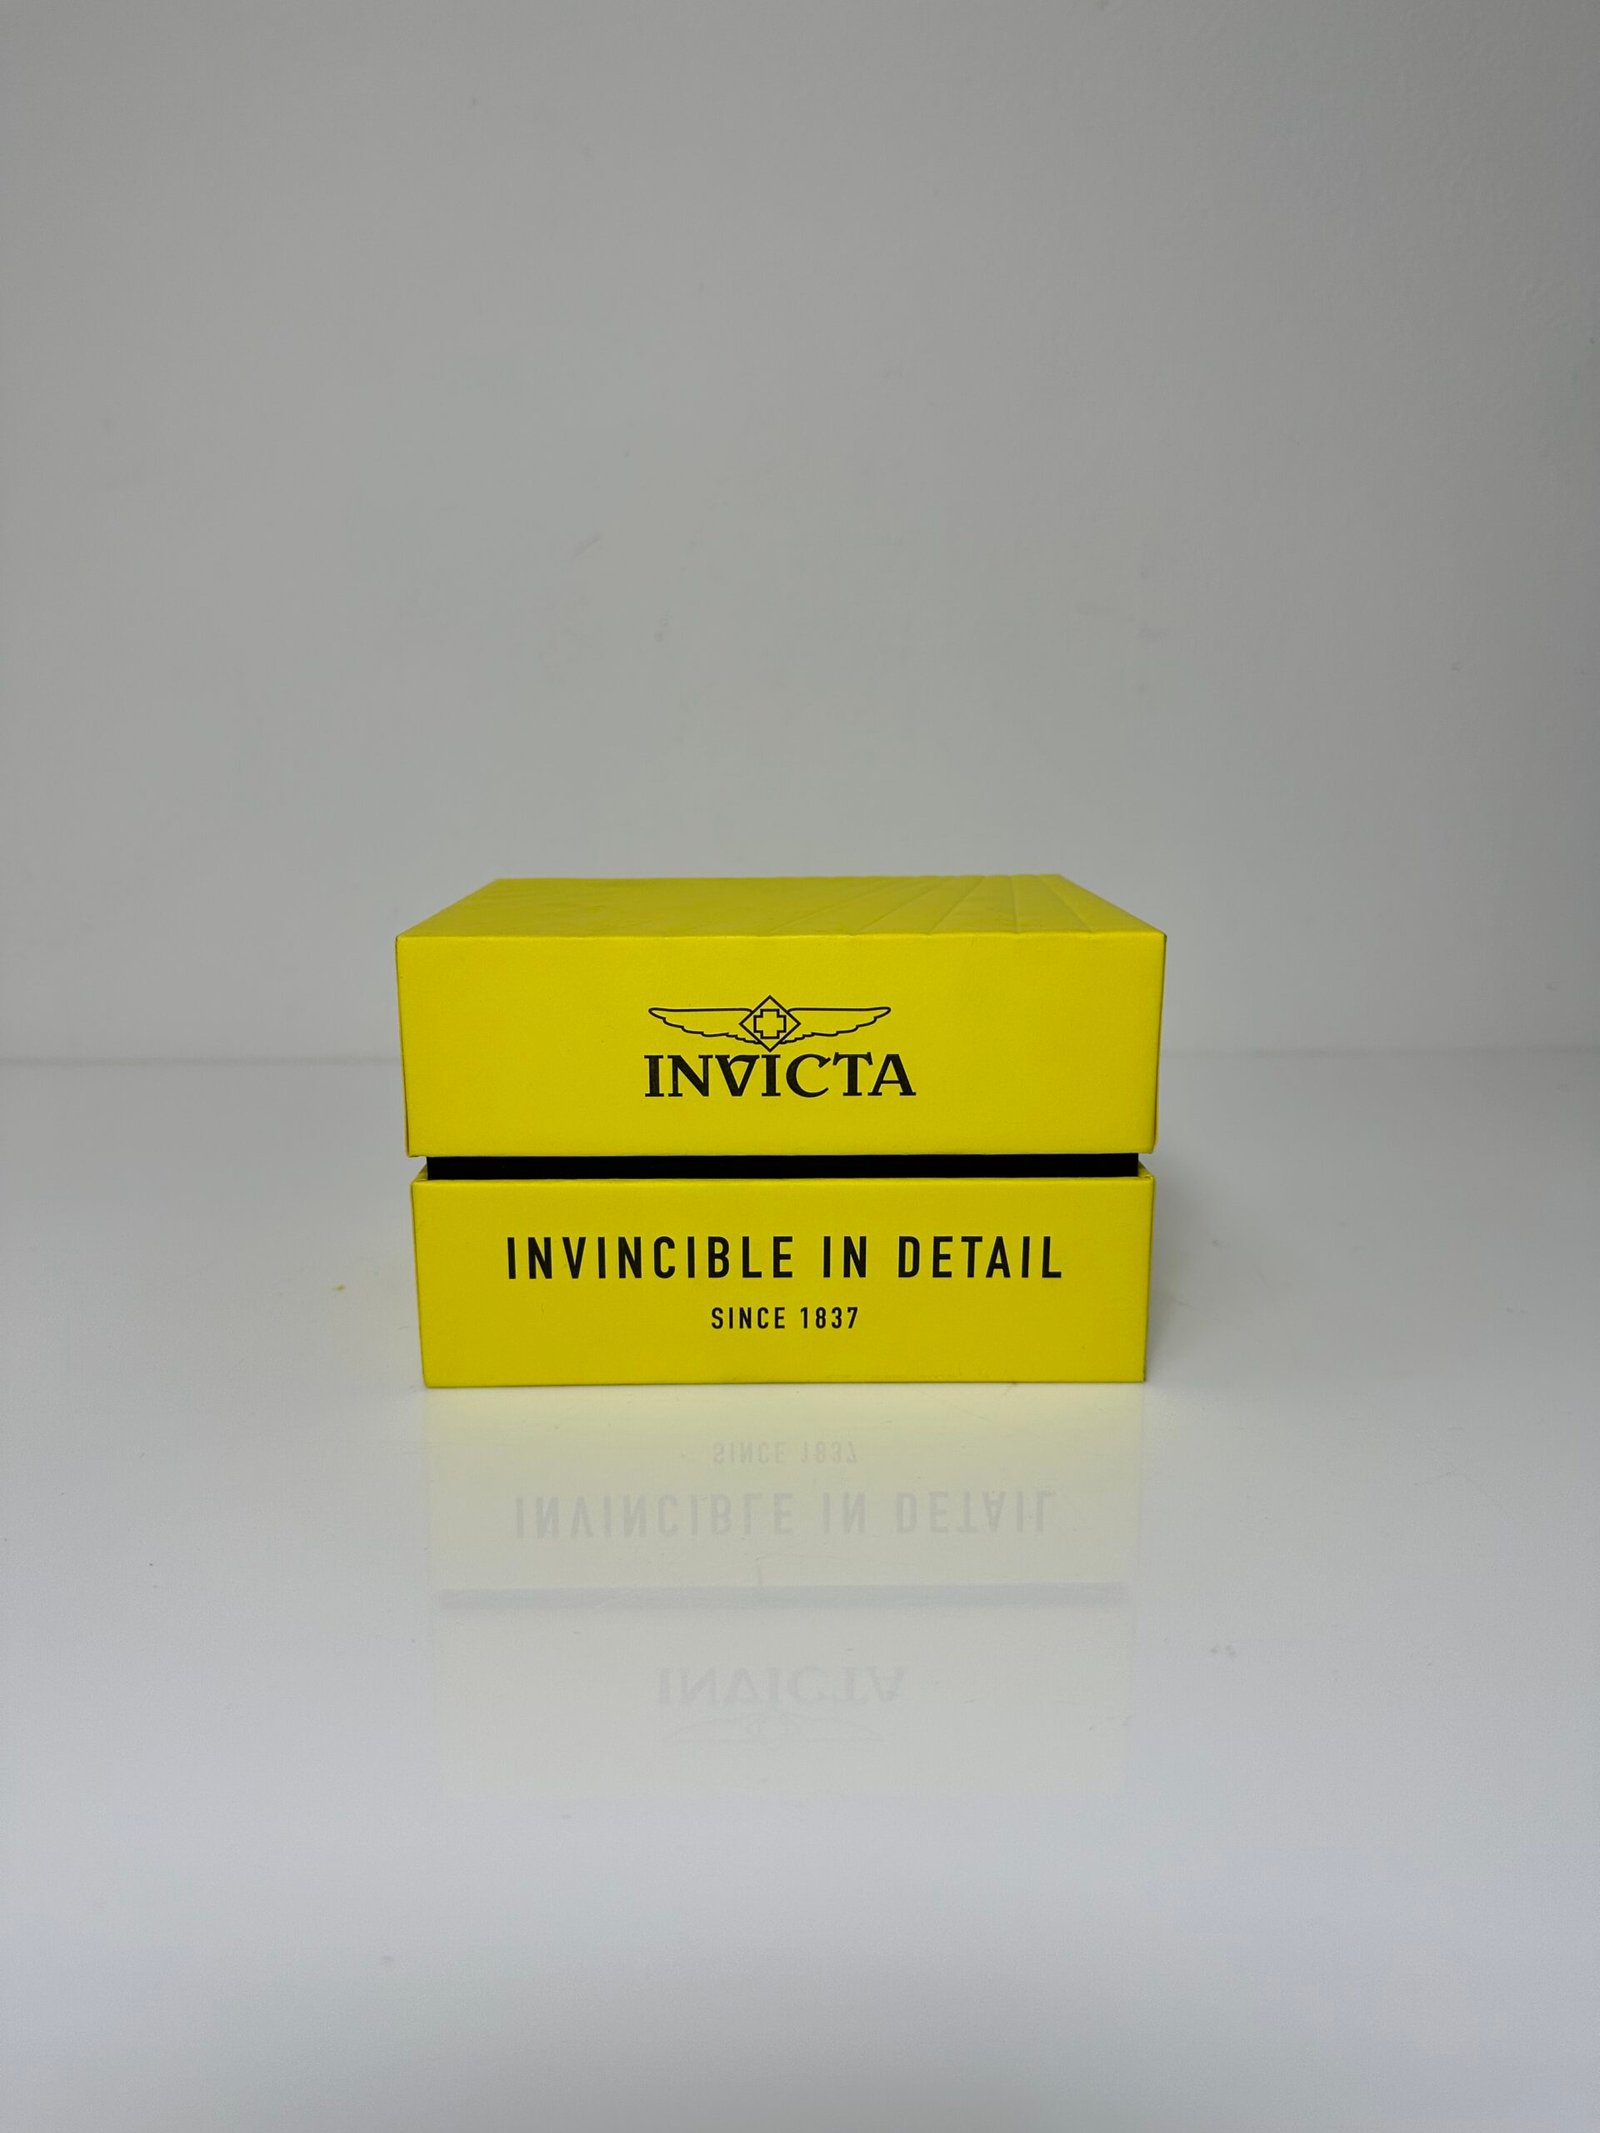 INVICTA
INVINCIBLE IN DETAIL
SINCE 1837